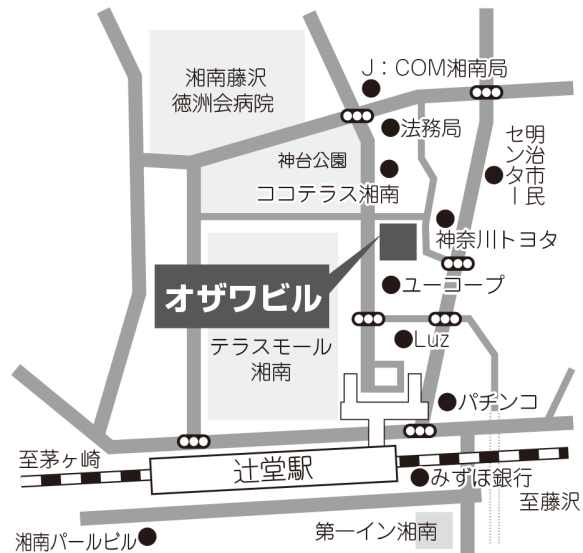 J：COM湘南局
湘南藤沢
徳洲会病院
法務局
明治市民
センター
神台公園
ココテラス湘南
神奈川トヨタ
オザワビル
ユーコープ
テラスモール
湘南
Luz
パチンコ
至茅ヶ崎
辻堂駅
みずほ銀行
至藤沢
湘南パールビル
第一イン湘南